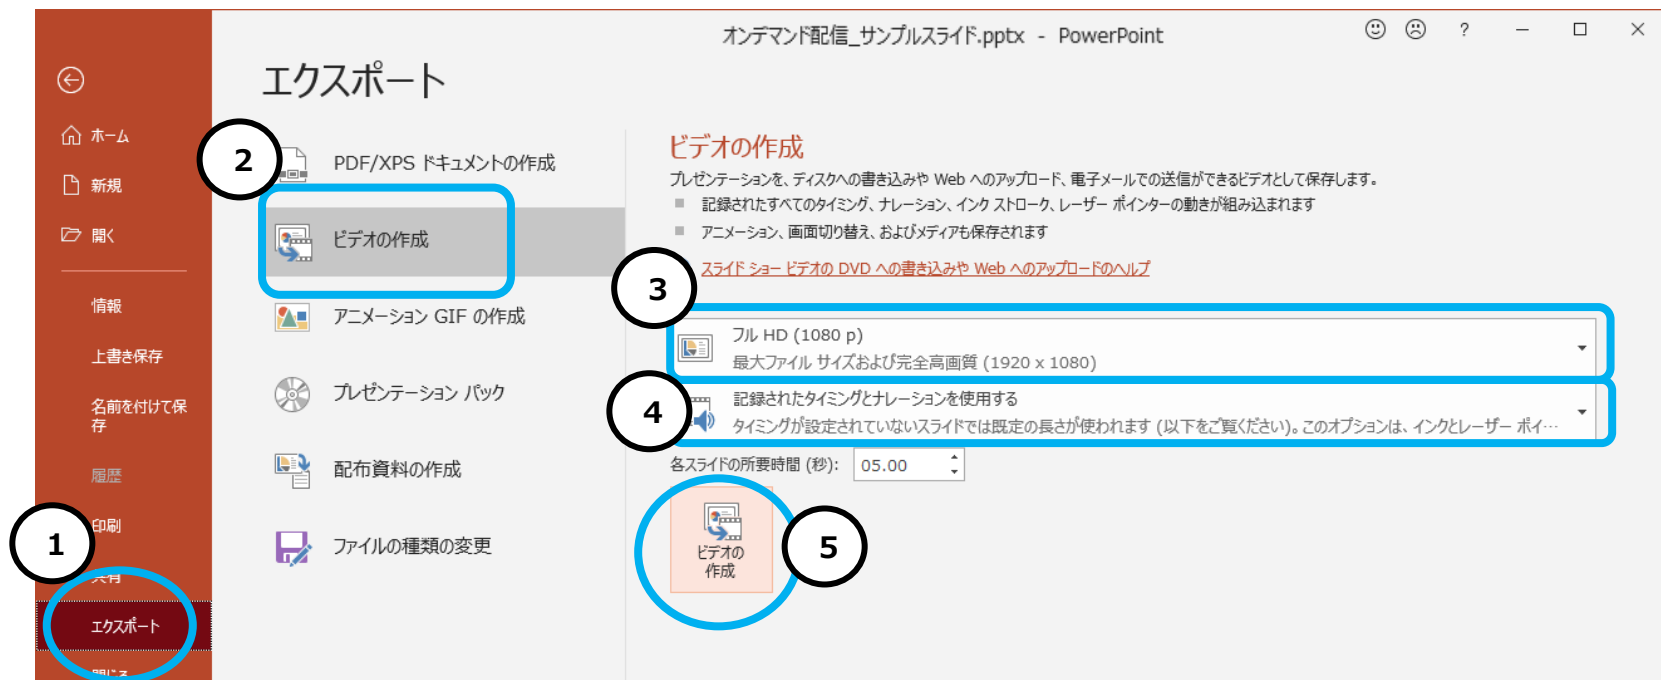 オンデマンド配信_サンプルスライド.pptx - PowerPoint
?
エクスポート
ホーム
新規
開く
情報
上書き保存
名前を付けて保
存
履歴
印刷
共有
エクスポート
閉じる
1
2
PDF/XPS ドキュメントの作成
ビデオの作成
アニメーション GIF の作成
プレゼンテーション パック
配布資料の作成
ファイルの種類の変更
ビデオの作成
プレゼンテーションを、ディスクへの書き込みや Web へのアップロード、電子メールでの送信ができるビデオとして保存します。
記録されたすべてのタイミング、ナレーション、インク ストローク、レーザー ポインターの動きが組み込まれます
アニメーション、画面切り替え、およびメディアも保存されます
スライド ショー ビデオの DVD への書き込みや Web へのアップロードのヘルプ
3
フル HD (1080 p)
最大ファイル サイズおよび完全高画質 (1920 x 1080)
4
記録されたタイミングとナレーションを使用する
タイミングが設定されていないスライドでは既定の長さが使われます (以下をご覧ください)。このオプションは、インクとレーザー ポイ…
各スライドの所要時間 (秒): 05.00
ビデオの
作成
5